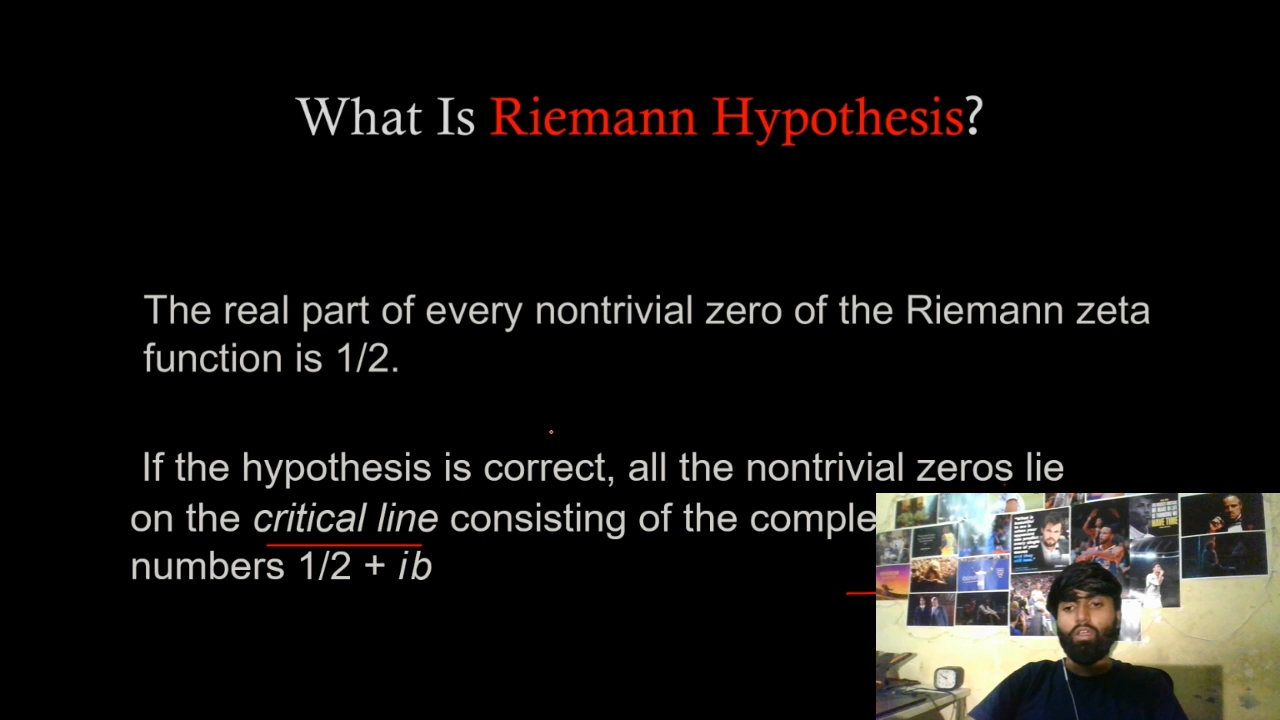 What Is Riemann Hypothesis?
The real part of every nontrivial zero of the Riemann zeta
function is 1/2.
If the hypothesis is correct, all the nontrivial zeros lie
on the critical line consisting of the comple
numbers 1/2 + ib